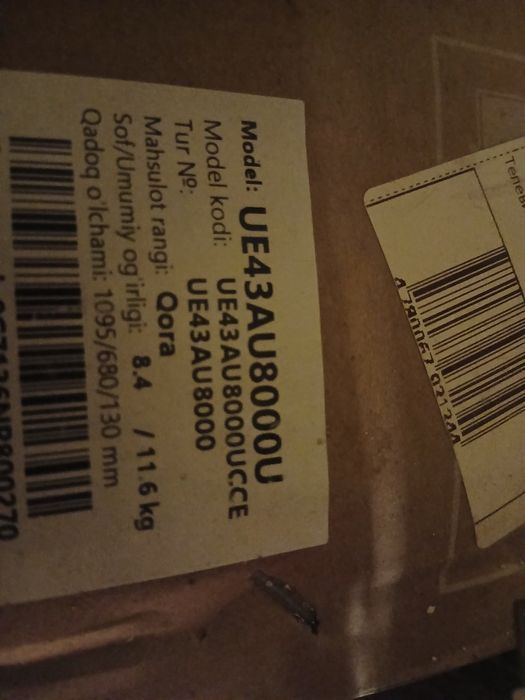 Model: UE43AU8000U
Model kodi: UE43AU8000UCCE
Tur №: UE43AU8000
Mahsulot rangi: Qora
Sof/Umumiy og'irligi: 8.4 / 11.6 kg
Qadoq o'lchami: 1095/680/130 mm